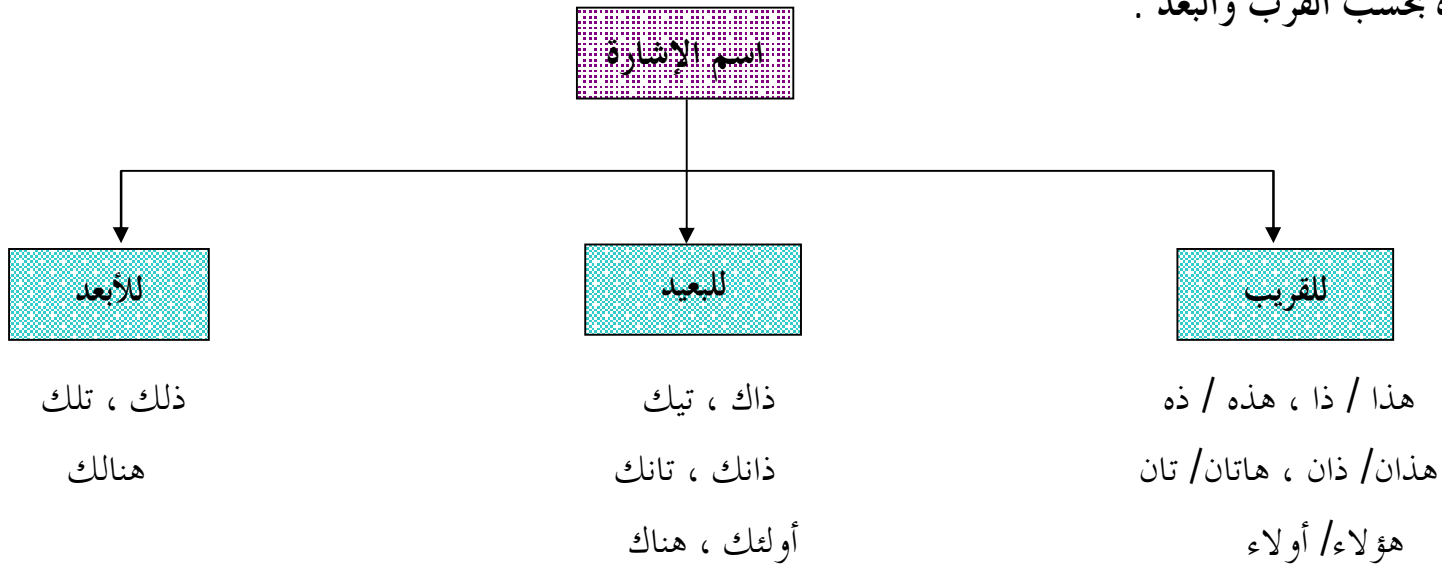 بحسب القرب والبعد .
اسم الإشارة
للقريب
للبعيد
للأبعد
هذا / ذا ، هذه / ذه
هذان/ ذان ، هاتان/ تان
هؤلاء/ أولاء
ذاك ، تيك
ذانك ، تانك
أولئك ، هناك
ذلك ، تلك
هنالك